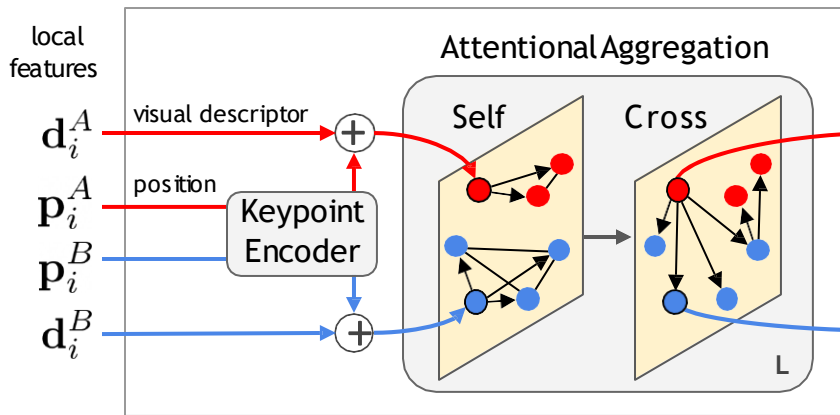 local
features
Attentional Aggregation
visual descriptor
d_i^A
+
Self
Cross
position
p_i^A
Keypoint
Encoder
p_i^B
d_i^B
+
L